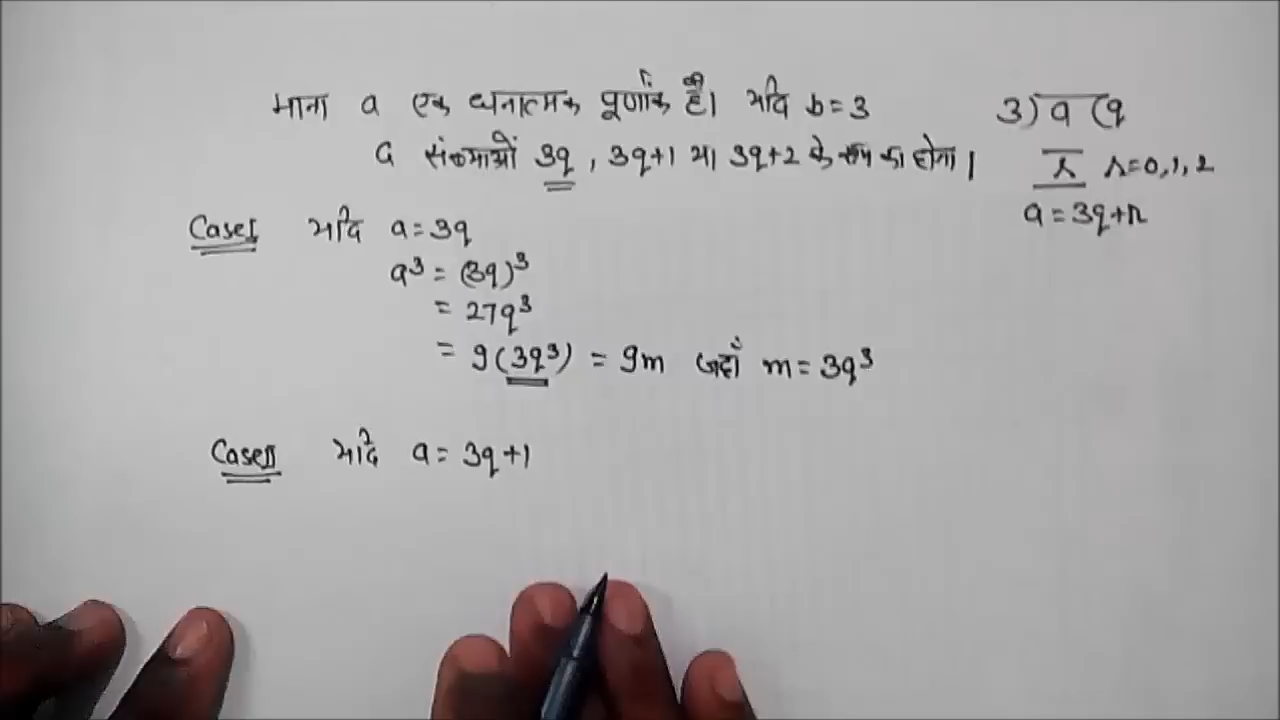 माना a एक धनात्मक पूर्णांक है। यदि b=3
a संख्याओं 3q, 3q+1 या 3q+2 के रूप का होगा।
3) a (q
r r=0,1,2
a=3q+r
CaseI यदि a=3q
a³ = (3q)³
= 27q³
= 9(3q³) = 9m जहाँ m=3q³
CaseII यदि a=3q+1